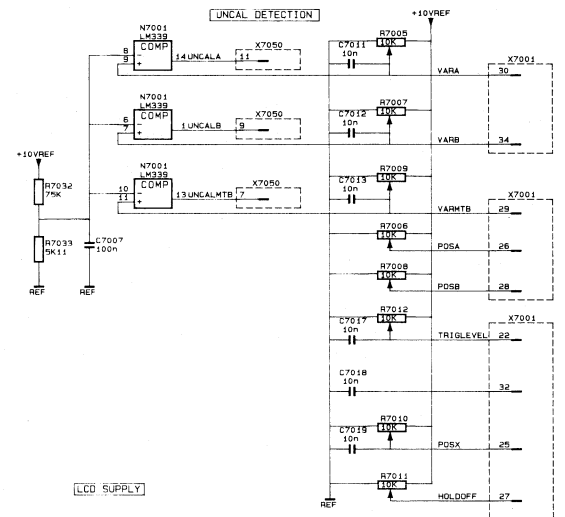 UNCAL DETECTION
+10VREF
N7001
LM339
COMP
8 -
9 +
14 UNCALA
X7050
11
R7005
10K
C7011
10n
VARA
X7001
30
N7001
LM339
COMP
6 -
7 +
1 UNCALB
X7050
9
R7007
10K
C7012
10n
VARB
34
+10VREF
R7032
75K
N7001
LM339
COMP
10 -
11 +
13 UNCALMTB
X7050
7
R7009
10K
C7013
10n
VARMTB
X7001
29
R7033
5K11
C7007
100n
REF
REF
R7006
10K
POSA
26
R7008
10K
POSB
28
R7012
10K
C7017
10n
TRIGLEVEL
X7001
22
C7018
10n
32
R7010
10K
C7019
10n
POSX
25
R7011
10K
HOLDOFF
27
REF
LCD SUPPLY